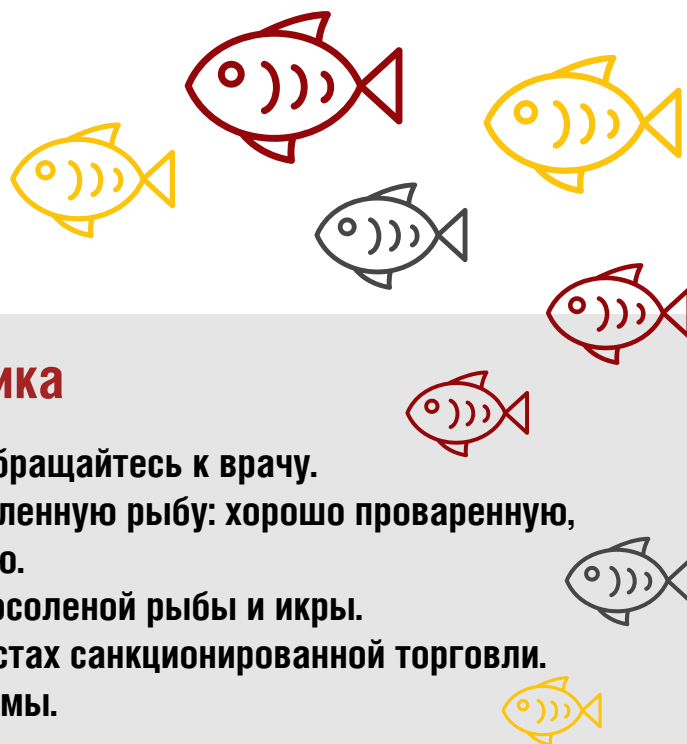 ика
бращайтесь к врачу.
ленную рыбу: хорошо проваренную,
о.
осоленой рыбы и икры.
стах санкционированной торговли.
мы.